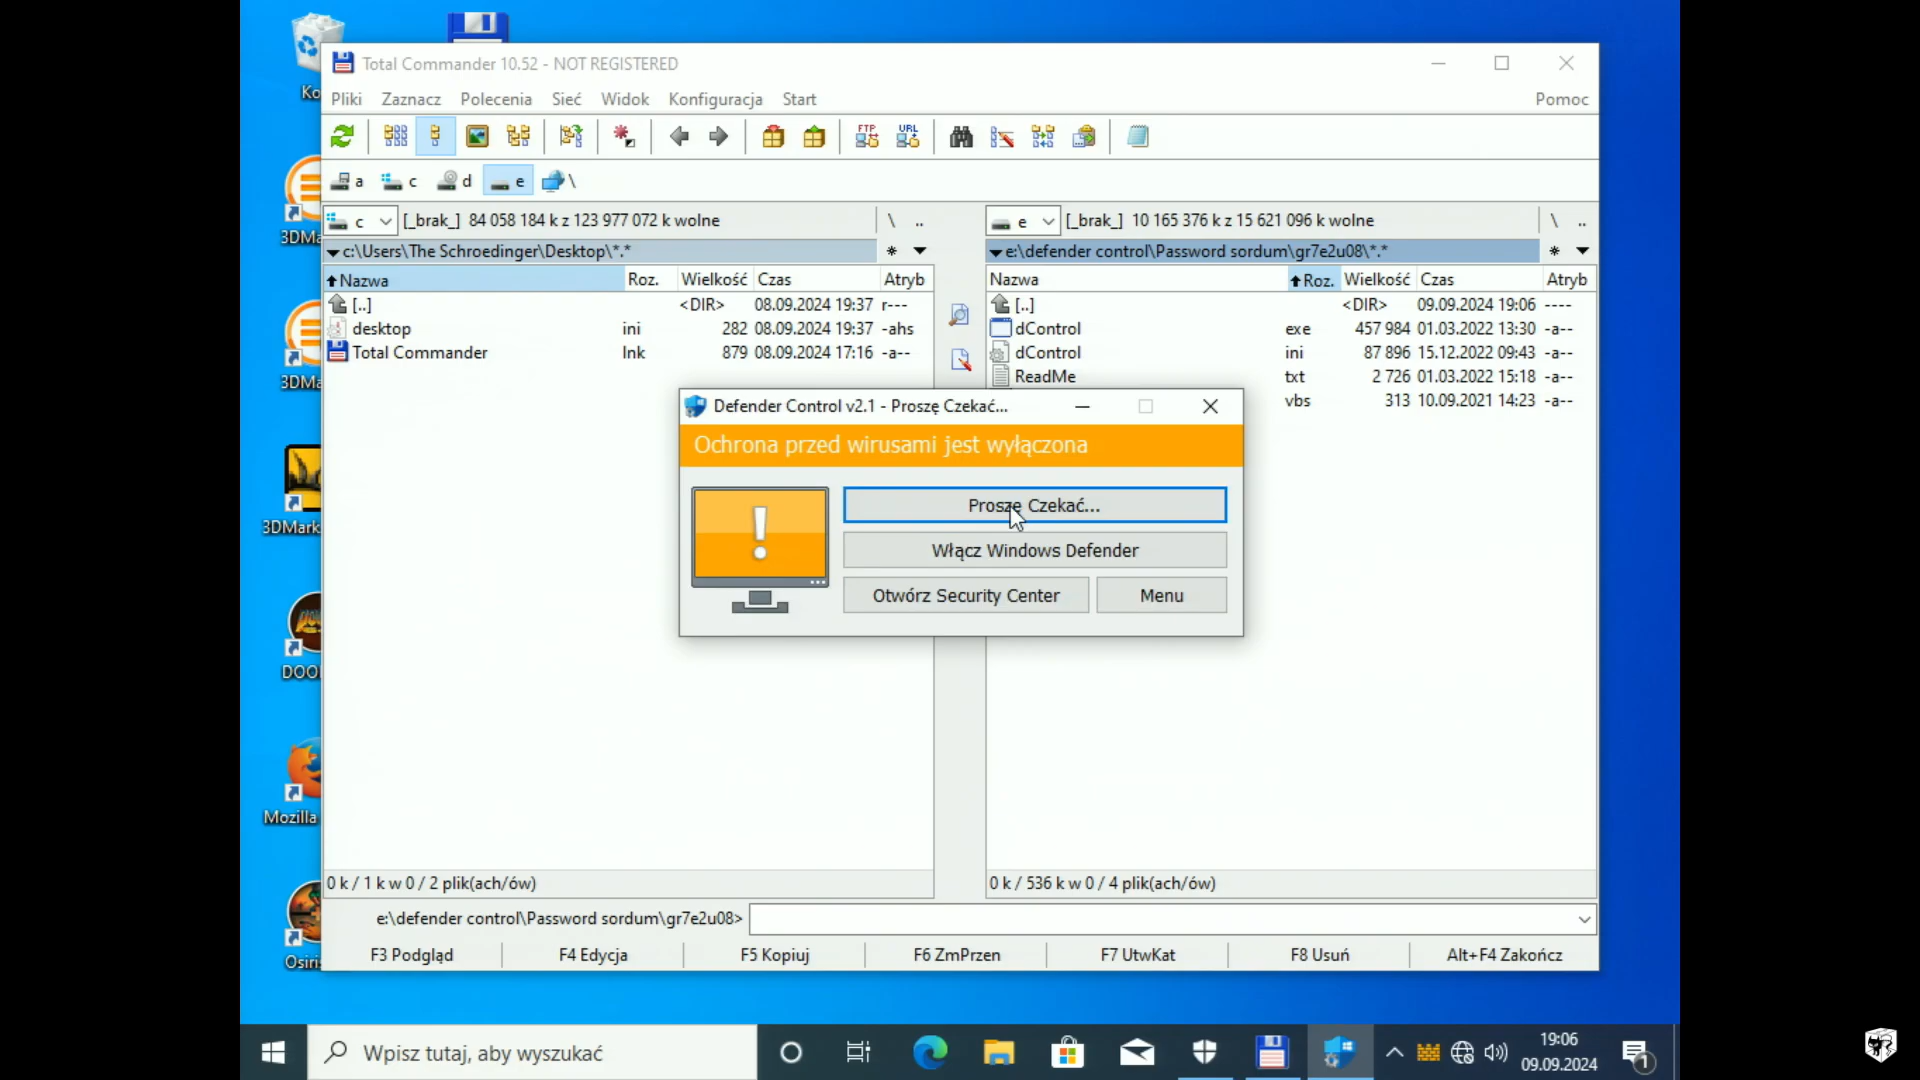 Total Commander 10.52 - NOT REGISTERED
Pliki Zaznacz Polecenia Sieć Widok Konfiguracja Start Pomoc
FTP URL
a c d e \
c [_brak_] 84 058 184 k z 123 977 072 k wolne \ ..
e [_brak_] 10 165 376 k z 15 621 096 k wolne \ ..
c:\Users\The Schroedinger\Desktop\*.* *
e:\defender control\Password sordum\gr7e2u08\*.* *
Nazwa Roz. Wielkość Czas Atryb
[..] <DIR> 08.09.2024 19:37 r---
desktop ini 282 08.09.2024 19:37 -ahs
Total Commander lnk 879 08.09.2024 17:16 -a--
Nazwa Roz. Wielkość Czas Atryb
[..] <DIR> 09.09.2024 19:06 ----
dControl exe 457 984 01.03.2022 13:30 -a--
dControl ini 87 896 15.12.2022 09:43 -a--
ReadMe txt 2 726 01.03.2022 15:18 -a--
vbs 313 10.09.2021 14:23 -a--
Defender Control v2.1 - Proszę Czekać...
Ochrona przed wirusami jest wyłączona
Proszę Czekać...
Włącz Windows Defender
Otwórz Security Center Menu
0 k / 1 k w 0 / 2 plik(ach/ów)
0 k / 536 k w 0 / 4 plik(ach/ów)
e:\defender control\Password sordum\gr7e2u08>
F3 Podgląd F4 Edycja F5 Kopiuj F6 ZmPrzen F7 UtwKat F8 Usuń Alt+F4 Zakończ
Ko
3DMa
3DMa
3DMark
DOO
Mozilla
Osiris
Wpisz tutaj, aby wyszukać
19:06
09.09.2024
1